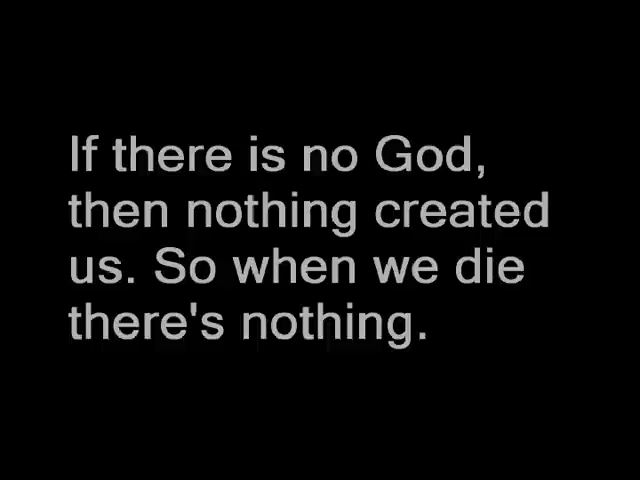 If there is no God,
then nothing created
us. So when we die
there's nothing.